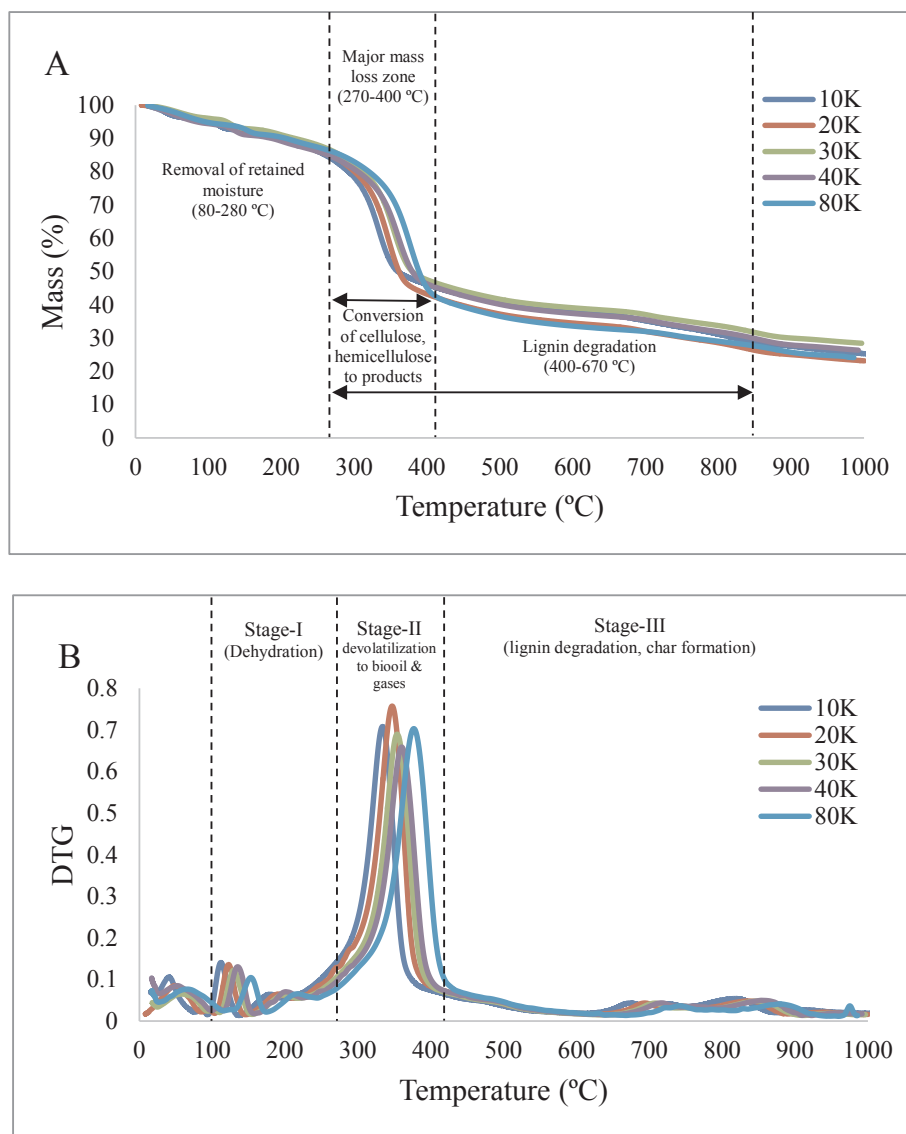 A
Major mass
loss zone
(270-400 ºC)
100
90
80
70
60
50
40
30
20
10
0
Mass (%)
Removal of retained
moisture
(80-280 ºC)
10K
20K
30K
40K
80K
Conversion
of cellulose,
hemicellulose
to products
Lignin degradation
(400-670 ºC)
0 100 200 300 400 500 600 700 800 900 1000
Temperature (ºC)
B
Stage-I
(Dehydration)
Stage-II
devolatilization
to biooil &
gases
Stage-III
(lignin degradation, char formation)
0.8
0.7
0.6
0.5
0.4
0.3
0.2
0.1
0
DTG
10K
20K
30K
40K
80K
0 100 200 300 400 500 600 700 800 900 1000
Temperature (ºC)